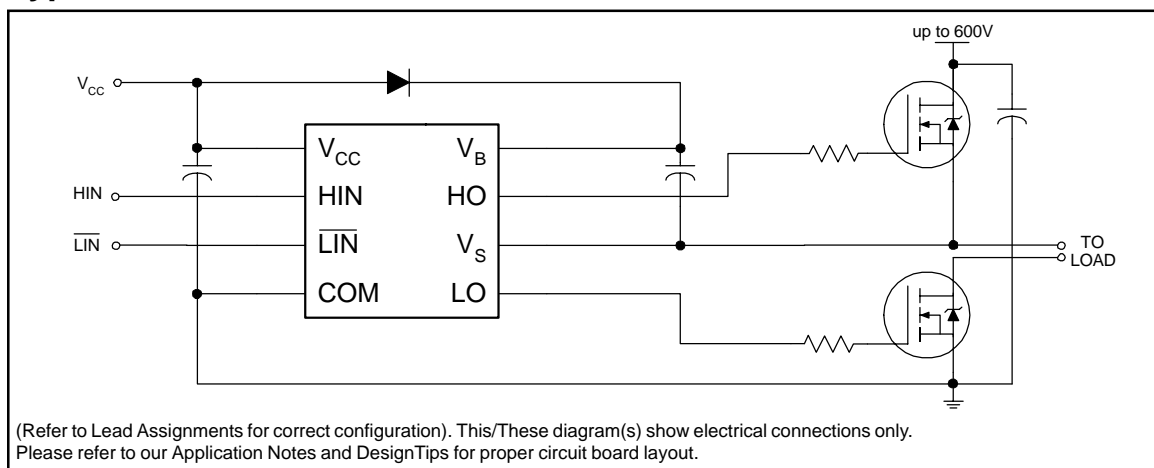 up to 600V
VCC
VCC VB
HIN
HIN HO
LIN
LIN VS
TO
LOAD
COM LO
(Refer to Lead Assignments for correct configuration). This/These diagram(s) show electrical connections only.
Please refer to our Application Notes and DesignTips for proper circuit board layout.